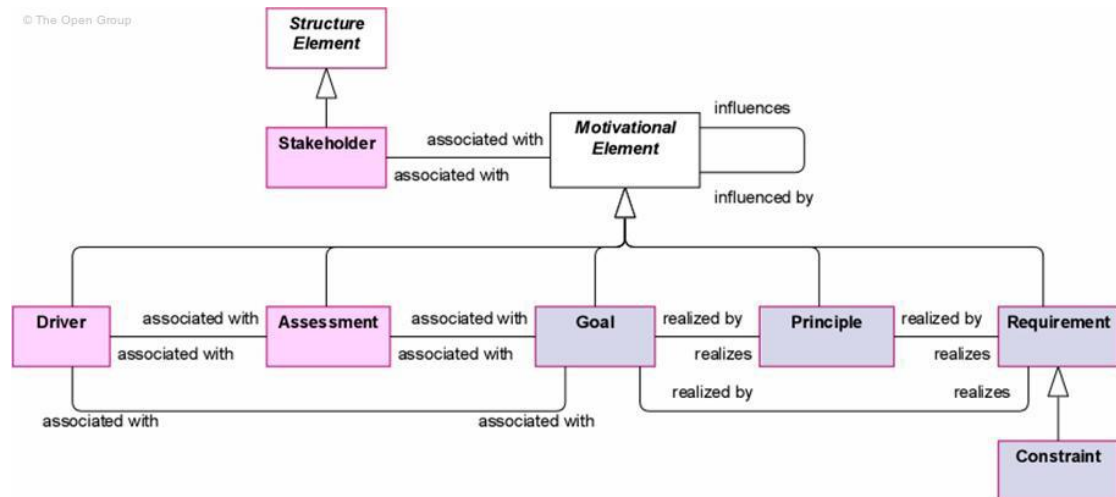 © The Open Group
Structure
Element
influences
Motivational
Element
associated with
Stakeholder
associated with
influenced by
Driver
associated with
Assessment
associated with
Goal
realized by
Principle
realized by
Requirement
associated with
associated with
realizes
realizes
realized by
realizes
associated with
associated with
Constraint